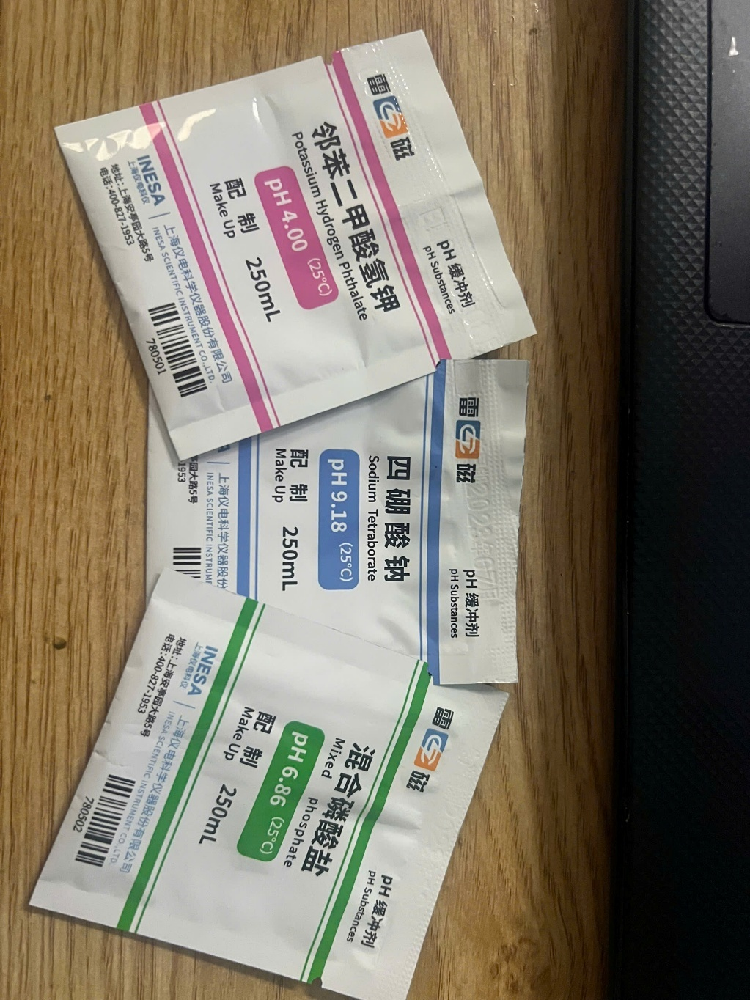 雷磁
pH 缓冲剂
pH Substances
邻苯二甲酸氢钾
Potassium Hydrogen Phthalate
pH 4.00 (25℃)
配制 250mL
Make Up
INESA 上海仪电科学仪器股份有限公司
上海仪电科仪 INESA SCIENTIFIC INSTRUMENT CO.,LTD.
地址:上海安亭园大路5号
电话:400-827-1953
780501
雷磁
pH 缓冲剂
pH Substances
四硼酸钠
Sodium Tetraborate
pH 9.18 (25℃)
配制 250mL
Make Up
上海仪电科学仪器股份
INESA SCIENTIFIC INSTRUME
园大路5号
1953
雷磁
pH 缓冲剂
pH Substances
混合磷酸盐
Mixed phosphate
pH 6.86 (25℃)
配制 250mL
Make Up
INESA 上海仪电科学仪器股份有限公司
上海仪电科仪 INESA SCIENTIFIC INSTRUMENT CO.,LTD.
地址:上海安亭园大路5号
电话:400-827-1953
780502